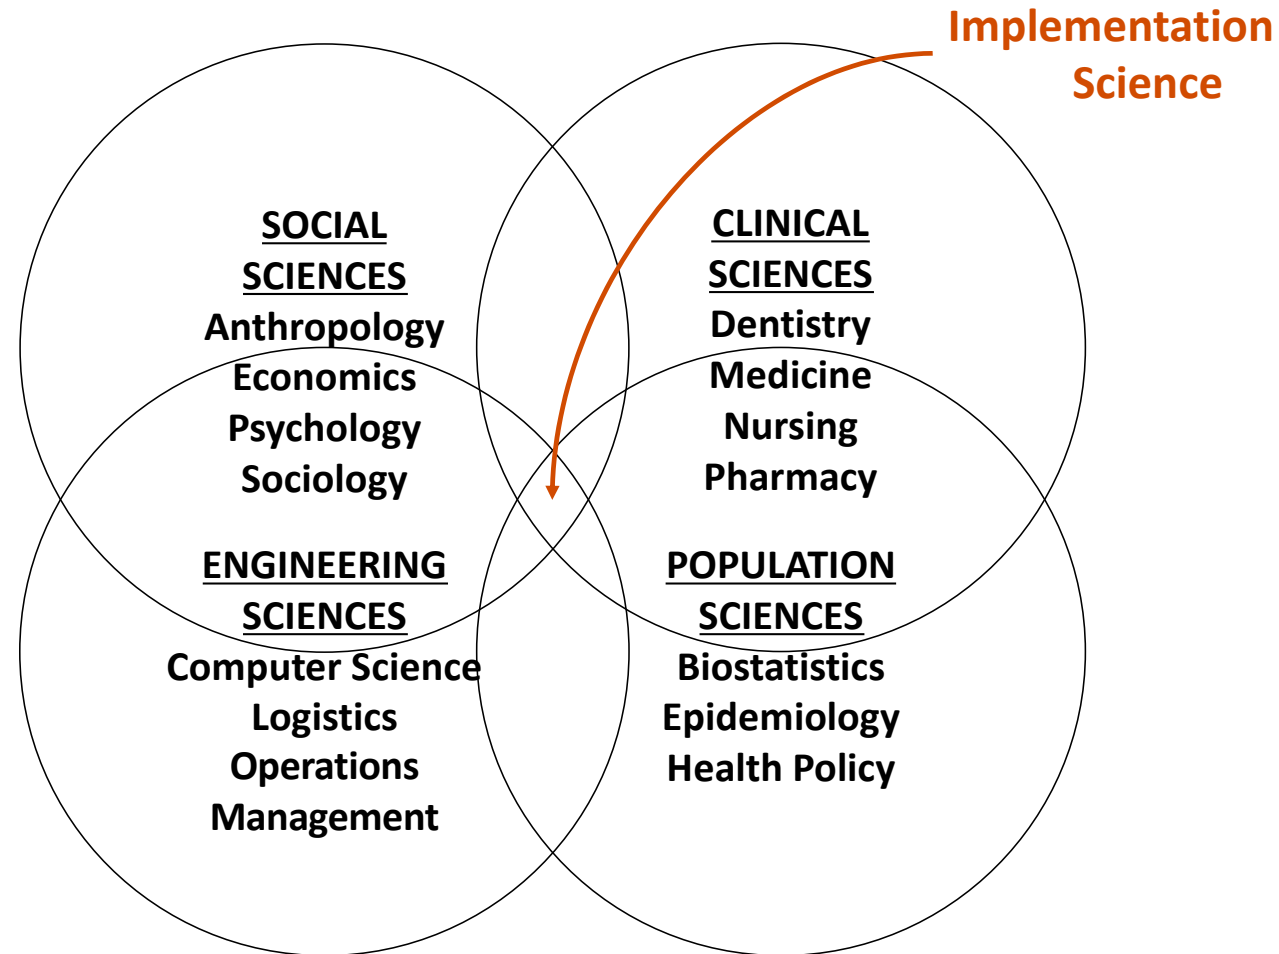 Implementation
Science
SOCIAL
SCIENCES
Anthropology
Economics
Psychology
Sociology
CLINICAL
SCIENCES
Dentistry
Medicine
Nursing
Pharmacy
ENGINEERING
SCIENCES
Computer Science
Logistics
Operations
Management
POPULATION
SCIENCES
Biostatistics
Epidemiology
Health Policy